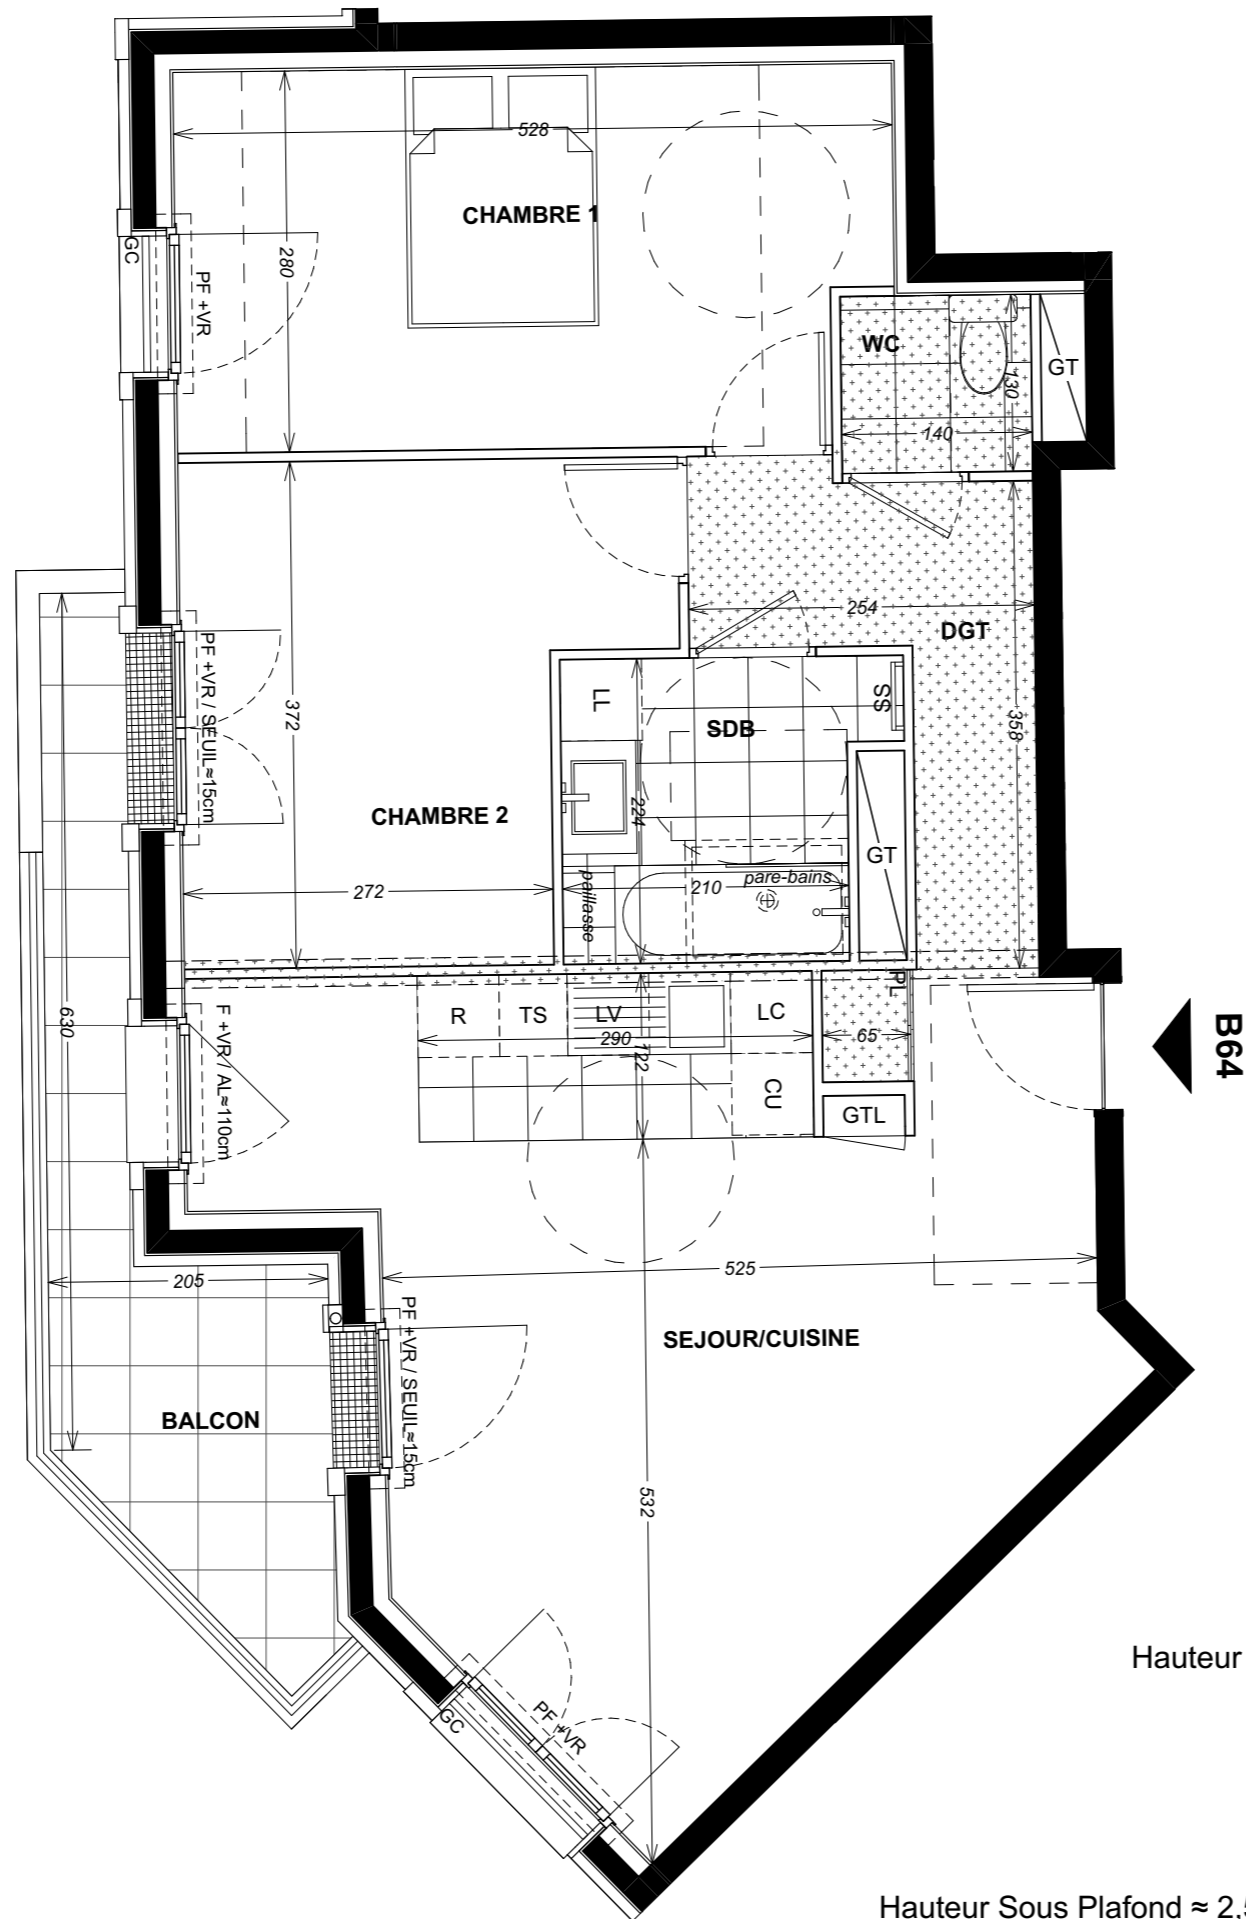 528
CHAMBRE 1
GC
280
PF +VR
WC
GT
130
140
254
DGT
PF +VR / SEUIL≈15cm
372
358
LL
SS
SDB
CHAMBRE 2
224
GT
272
210
pare-bains
paillasse
630
F +VR/ AL≈110cm
R
TS
LV
LC
PL
290
122
65
CU
GTL
B64
205
525
PF +VR / SEUIL≈15cm
SEJOUR/CUISINE
BALCON
532
Hauteur
GC
PF +VR
Hauteur Sous Plafond ≈ 2,5